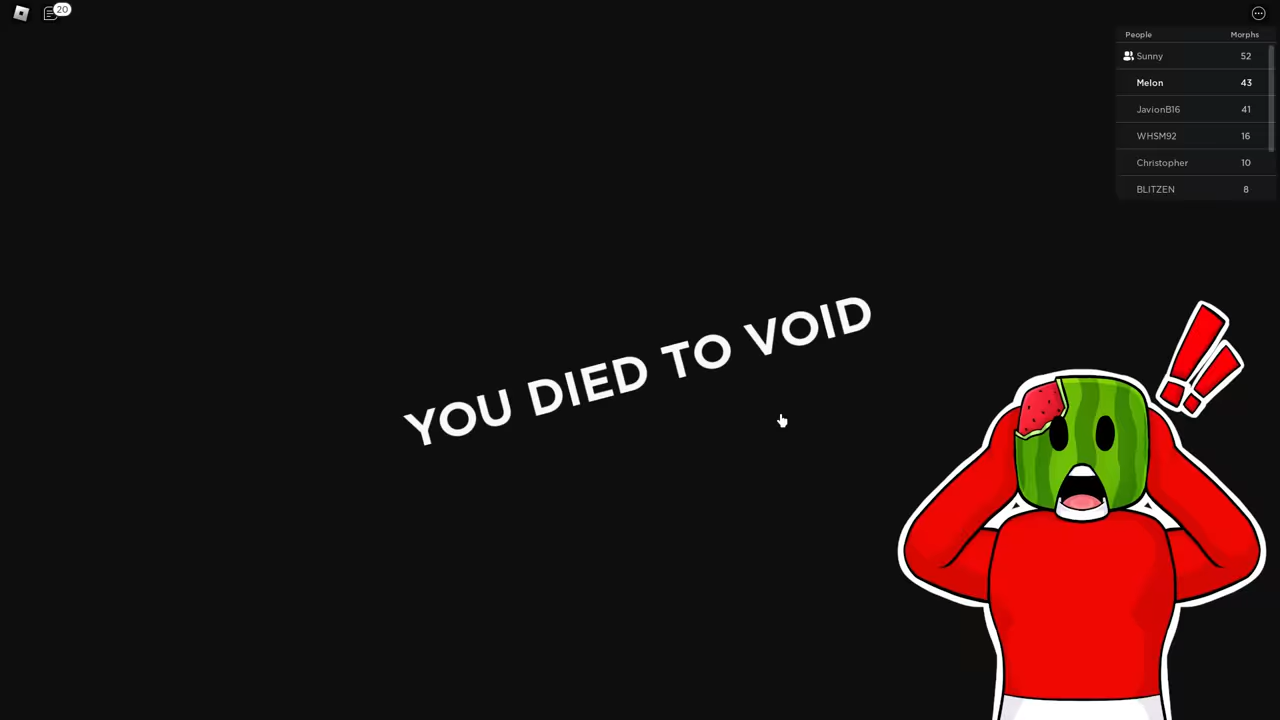 20
People Morphs
Sunny 52
Melon 43
JavionB16 41
WHSM92 16
Christopher 10
BLITZEN 8
YOU DIED TO VOID